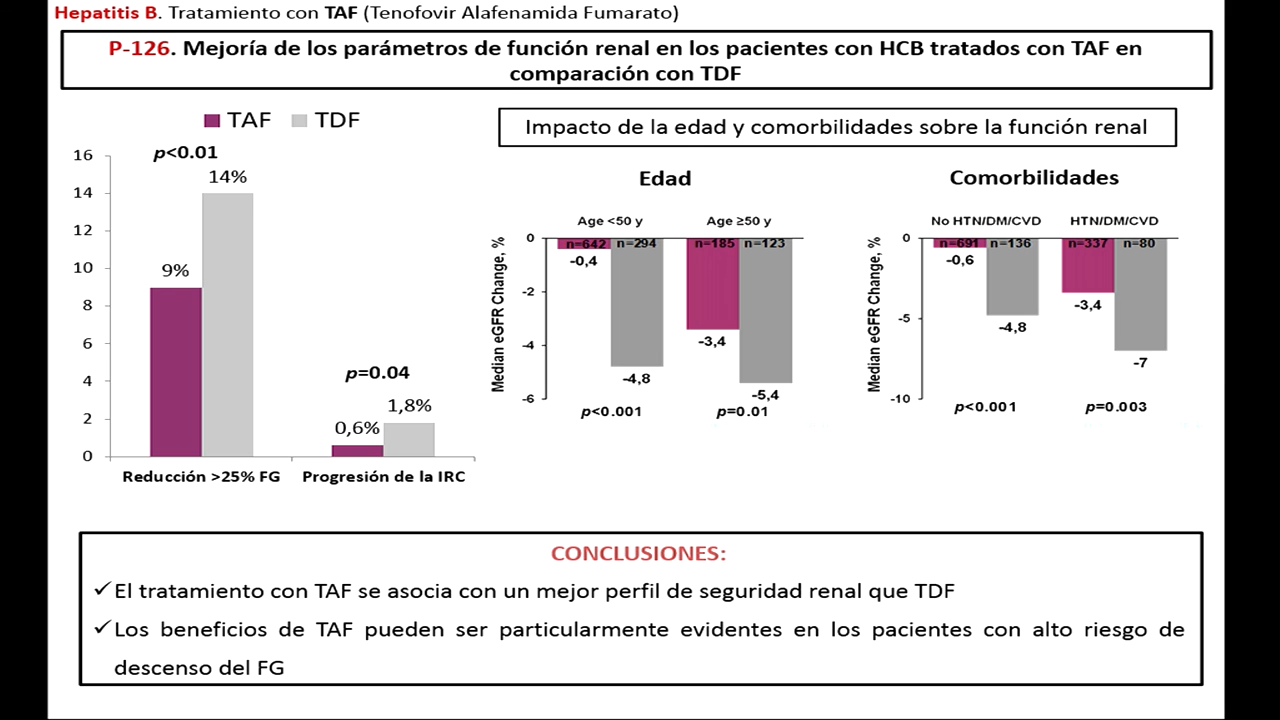 Hepatitis B. Tratamiento con TAF (Tenofovir Alafenamida Fumarato)
P-126. Mejoría de los parámetros de función renal en los pacientes con HCB tratados con TAF en
comparación con TDF
TAF TDF
p<0.01
16
14
12
10
8
6
4
2
0
14%
9%
p=0.04
1,8%
0,6%
Reducción >25% FG
Progresión de la IRC
Impacto de la edad y comorbilidades sobre la función renal
Edad
Age <50 y
Age ≥50 y
Median eGFR Change, %
0
-2
-4
-6
n=642
n=294
n=185
n=123
-0,4
-4,8
-3,4
-5,4
p<0.001
p=0.01
Comorbilidades
No HTN/DM/CVD
HTN/DM/CVD
Median eGFR Change, %
0
-5
-10
n=691
n=136
n=337
n=80
-0,6
-4,8
-3,4
-7
p<0.001
p=0.003
CONCLUSIONES:
✓El tratamiento con TAF se asocia con un mejor perfil de seguridad renal que TDF
✓Los beneficios de TAF pueden ser particularmente evidentes en los pacientes con alto riesgo de
descenso del FG